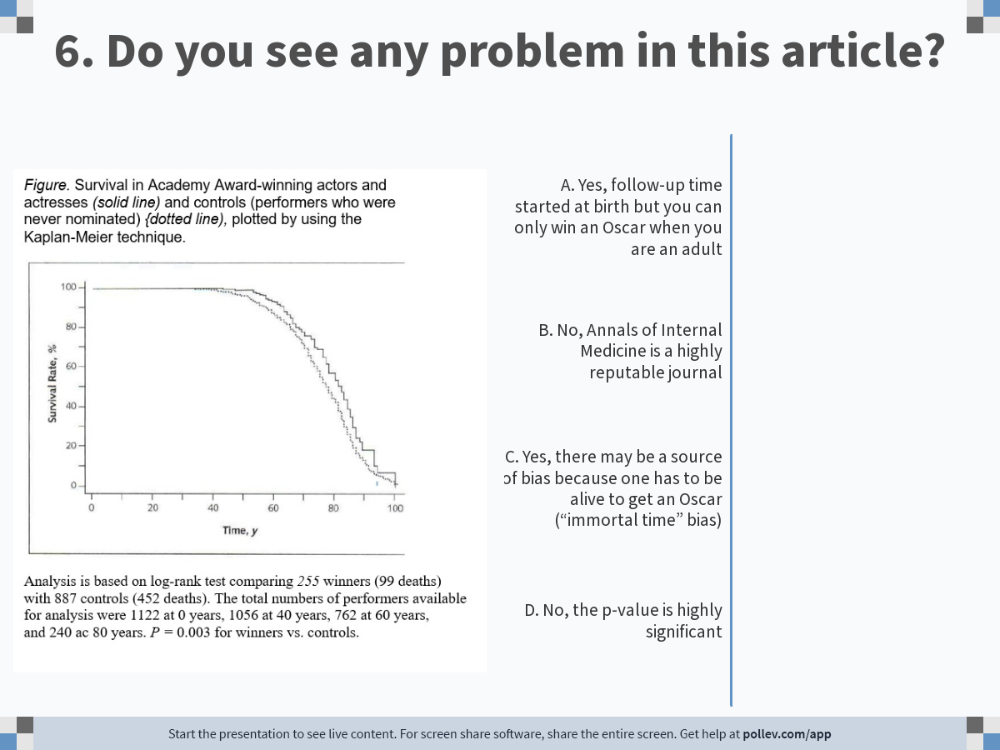 6. Do you see any problem in this article?
Figure. Survival in Academy Award-winning actors and
actresses (solid line) and controls (performers who were
never nominated) {dotted line), plotted by using the
Kaplan-Meier technique.
100
80
60
40
20
0
Survival Rate, %
0 20 40 60 80 100
Time, y
Analysis is based on log-rank test comparing 255 winners (99 deaths)
with 887 controls (452 deaths). The total numbers of performers available
for analysis were 1122 at 0 years, 1056 at 40 years, 762 at 60 years,
and 240 ac 80 years. P = 0.003 for winners vs. controls.
A. Yes, follow-up time
started at birth but you can
only win an Oscar when you
are an adult
B. No, Annals of Internal
Medicine is a highly
reputable journal
C. Yes, there may be a source
of bias because one has to be
alive to get an Oscar
(“immortal time” bias)
D. No, the p-value is highly
significant
Start the presentation to see live content. For screen share software, share the entire screen. Get help at pollev.com/app